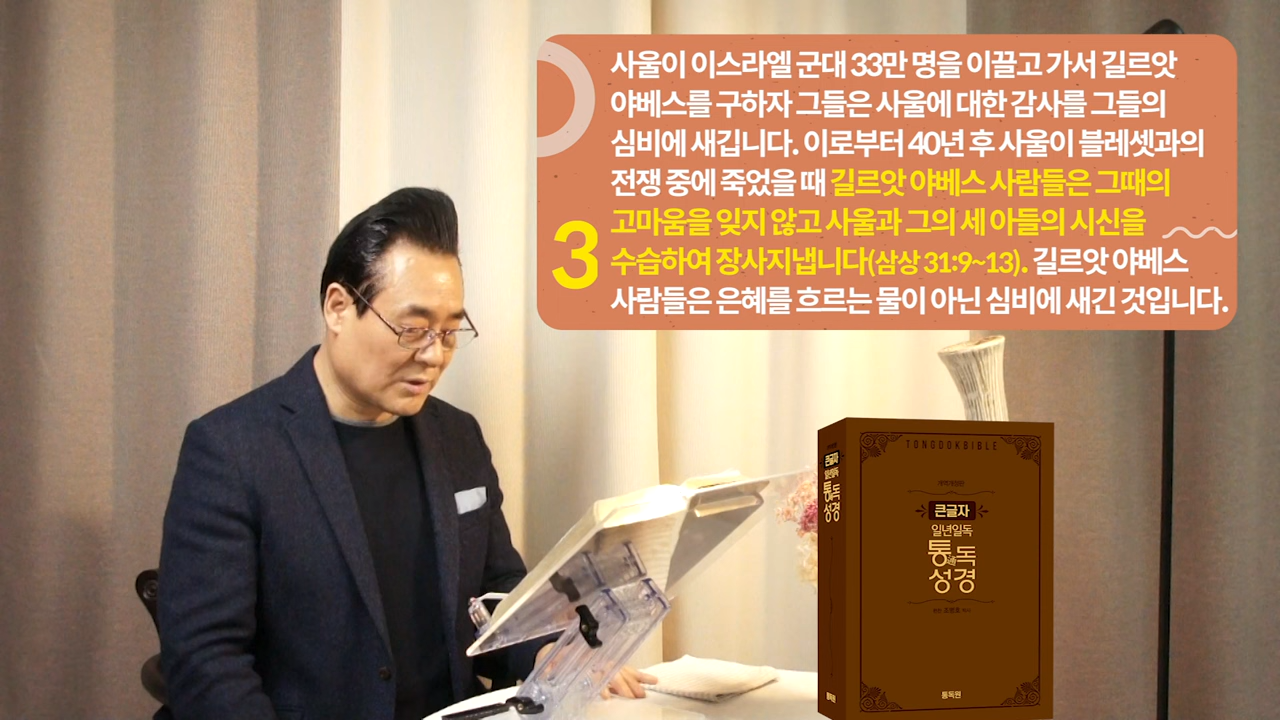 사울이 이스라엘 군대 33만 명을 이끌고 가서 길르앗
야베스를 구하자 그들은 사울에 대한 감사를 그들의
심비에 새깁니다. 이로부터 40년 후 사울이 블레셋과의
전쟁 중에 죽었을 때 길르앗 야베스 사람들은 그때의
고마움을 잊지 않고 사울과 그의 세 아들의 시신을
3 수습하여 장사지냅니다(삼상 31:9~13). 길르앗 야베스
사람들은 은혜를 흐르는 물이 아닌 심비에 새긴 것입니다.
큰글자
일년일독
통독
성경
통독원
TONGDOKBIBLE
개역개정판
큰글자
일년일독
통독
성경
통독원